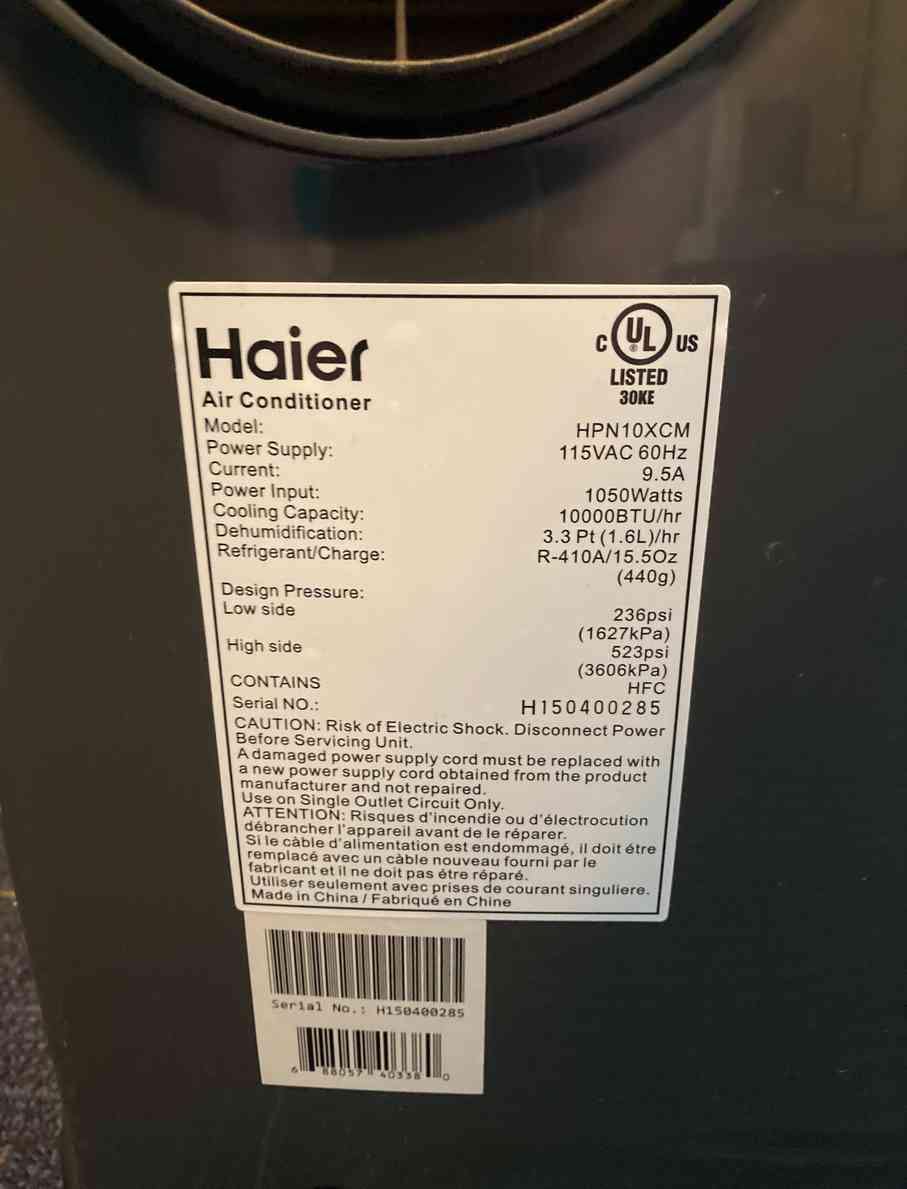 Haier
C UL® US
LISTED
30KE
Air Conditioner
Model: HPN10XCM
Power Supply: 115VAC 60Hz
Current: 9.5A
Power Input: 1050Watts
Cooling Capacity: 10000BTU/hr
Dehumidification: 3.3 Pt (1.6L)/hr
Refrigerant/Charge: R-410A/15.5Oz
(440g)
Design Pressure:
Low side 236psi
(1627kPa)
High side 523psi
(3606kPa)
CONTAINS HFC
Serial NO.: H150400285
CAUTION: Risk of Electric Shock. Disconnect Power
Before Servicing Unit.
A damaged power supply cord must be replaced with
a new power supply cord obtained from the product
manufacturer and not repaired.
Use on Single Outlet Circuit Only.
ATTENTION: Risques d'incendie ou d'électrocution
débrancher l'appareil avant de le réparer.
Si le câble d'alimentation est endommagé, il doit étre
remplacé avec un câble nouveau fourni par le
fabricant et il ne doit pas étre réparé.
Utiliser seulement avec prises de courant singuliere.
Made in China / Fabriqué en Chine
Serial No.: H150400285
6 88057 40338 0